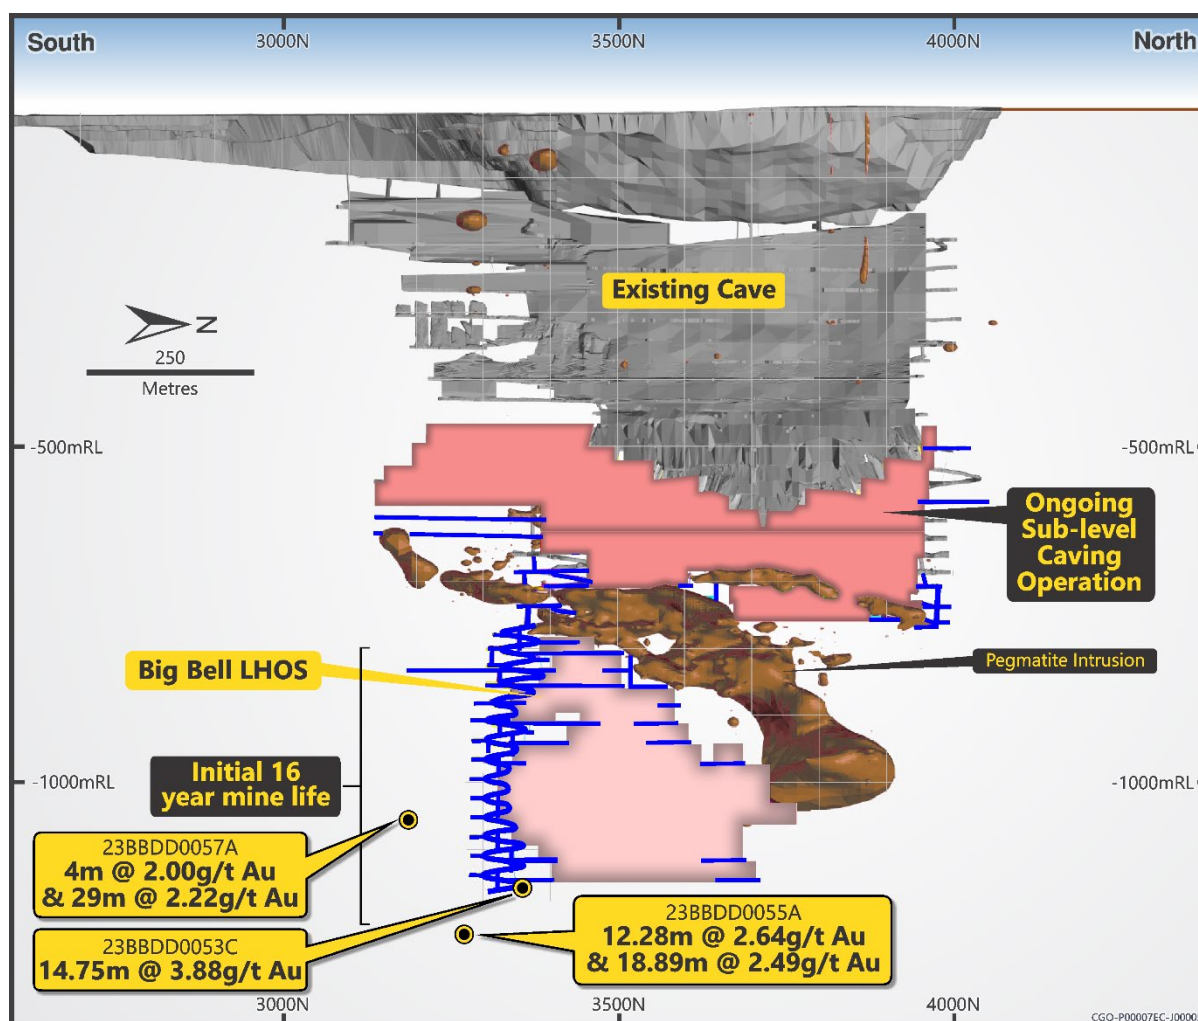 South
3000N
3500N
4000N
North
Existing Cave
N
250
Metres
-500mRL
-500mRL
Ongoing
Sub-level
Caving
Operation
Big Bell LHOS
Pegmatite Intrusion
Initial 16
year mine life
-1000mRL
-1000mRL
23BBDD0057A
4m @ 2.00g/t Au
& 29m @ 2.22g/t Au
23BBDD0053C
14.75m @ 3.88g/t Au
23BBDD0055A
12.28m @ 2.64g/t Au
& 18.89m @ 2.49g/t Au
3000N
3500N
4000N